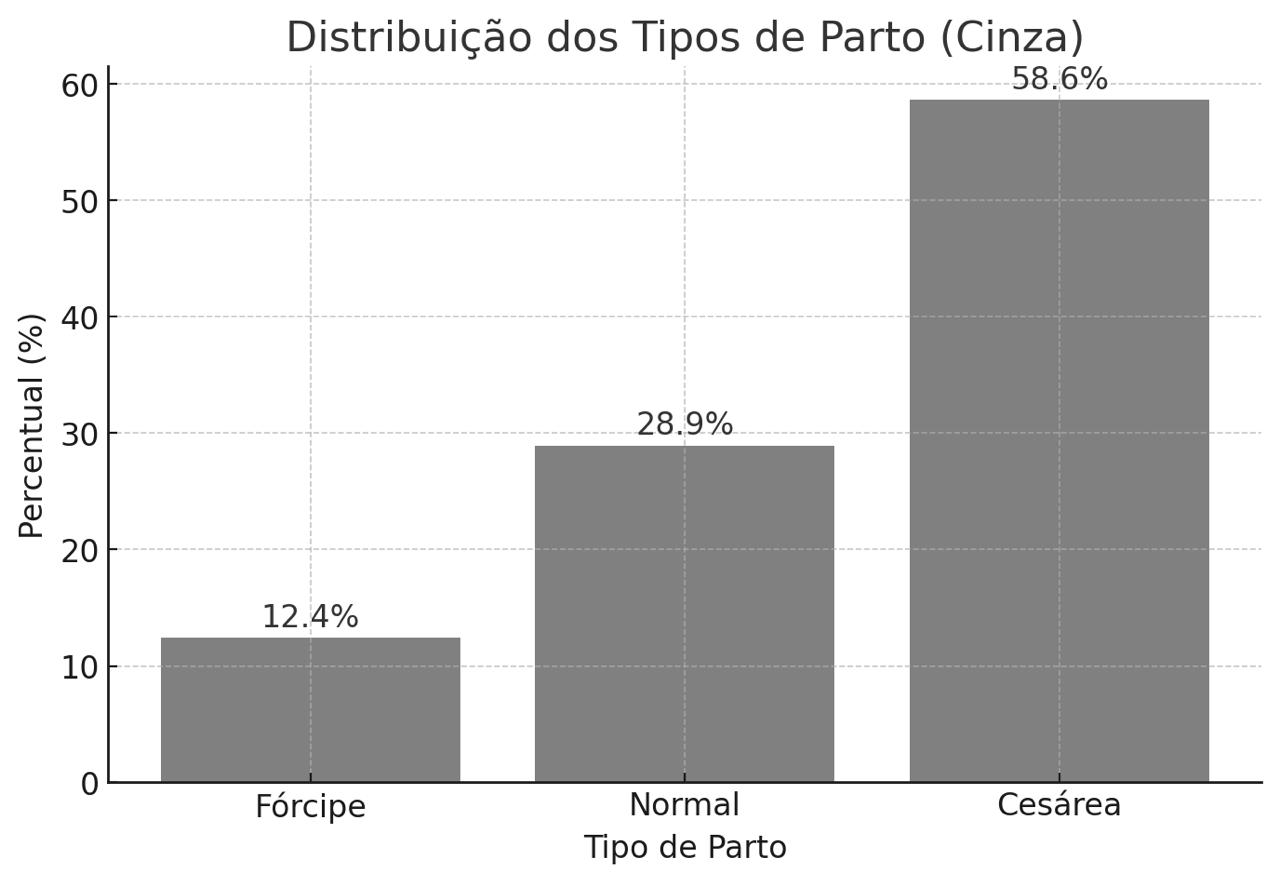 Distribuição dos Tipos de Parto (Cinza)
Percentual (%)
60
50
40
30
20
10
0
12.4%
28.9%
58.6%
Fórcipe
Normal
Cesárea
Tipo de Parto